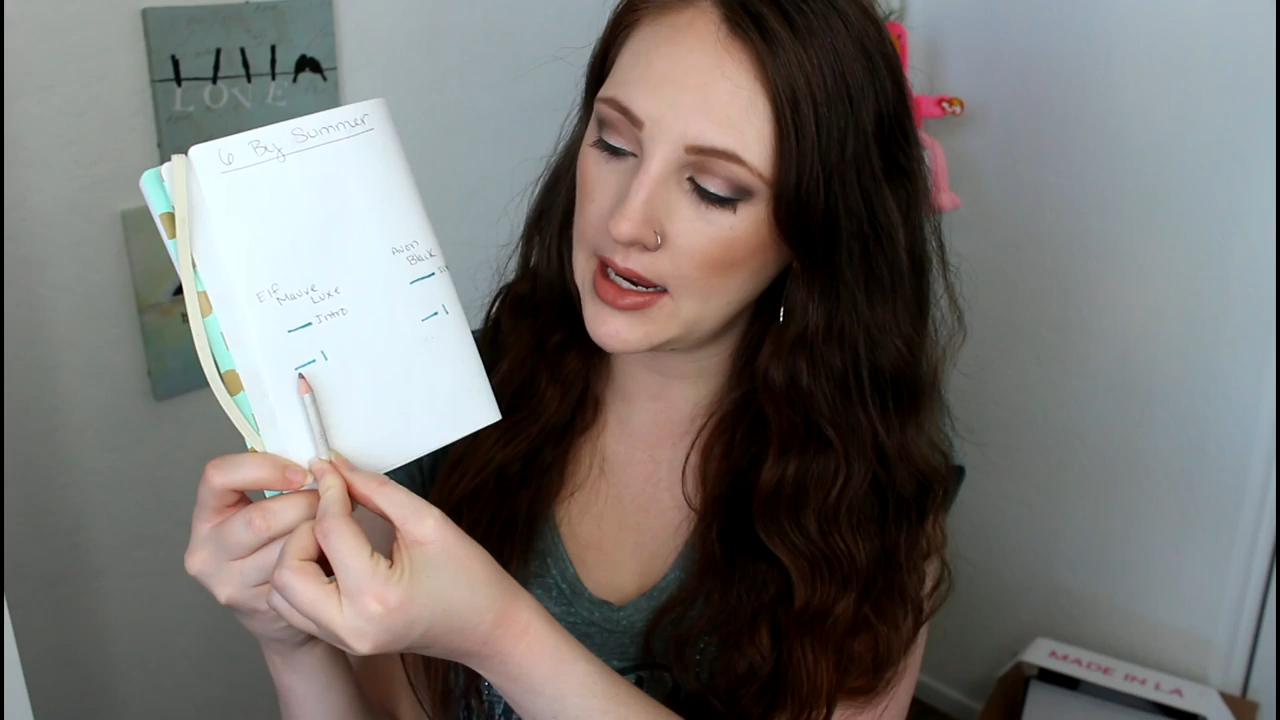 LOVE
6 By Summer
Avon
Black
Elf
Mauve
Luxe
Intro
1
1
MADE IN LA